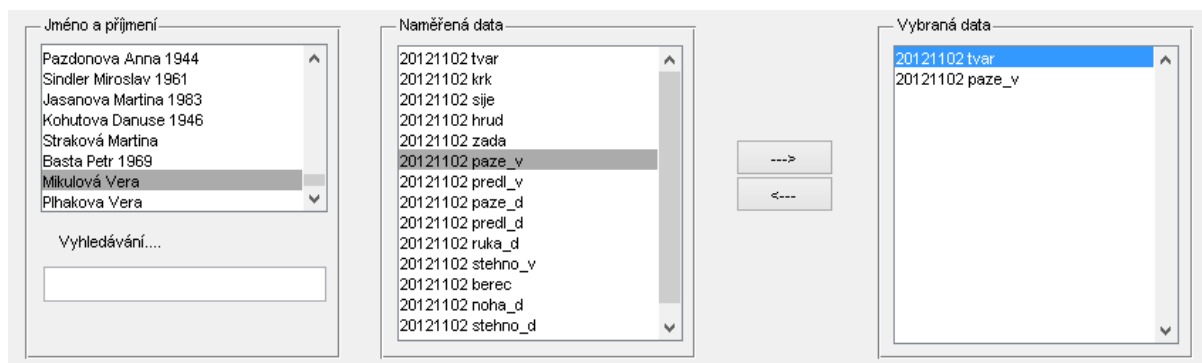 Jméno a příjmení
Pazdonova Anna 1944
Sindler Miroslav 1961
Jasanova Martina 1983
Kohutova Danuse 1946
Straková Martina
Basta Petr 1969
Mikulová Vera
Plhakova Vera
Vyhledávání....
Naměřená data
20121102 tvar
20121102 krk
20121102 sije
20121102 hrud
20121102 zada
20121102 paze_v
20121102 predl_v
20121102 paze_d
20121102 predl_d
20121102 ruka_d
20121102 stehno_v
20121102 berec
20121102 noha_d
20121102 stehno_d
--->
<---
Vybraná data
20121102 tvar
20121102 paze_v